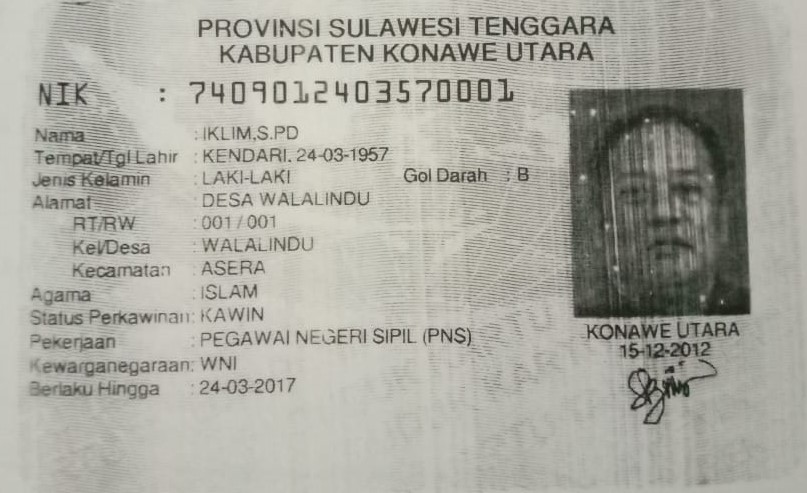 PROVINSI SULAWESI TENGGARA
KABUPATEN KONAWE UTARA
NIK : 7409012403570001
Nama : IKLIM,S.PD
Tempat/Tgl Lahir : KENDARI. 24-03-1957
Jenis Kelamin : LAKI-LAKI Gol Darah : B
Alamat : DESA WALALINDU
RT/RW : 001/001
Kel/Desa : WALALINDU
Kecamatan : ASERA
Agama : ISLAM
Status Perkawinan: KAWIN
Pekerjaan : PEGAWAI NEGERI SIPIL (PNS)
Kewarganegaraan: WNI
Berlaku Hingga : 24-03-2017
KONAWE UTARA
15-12-2012